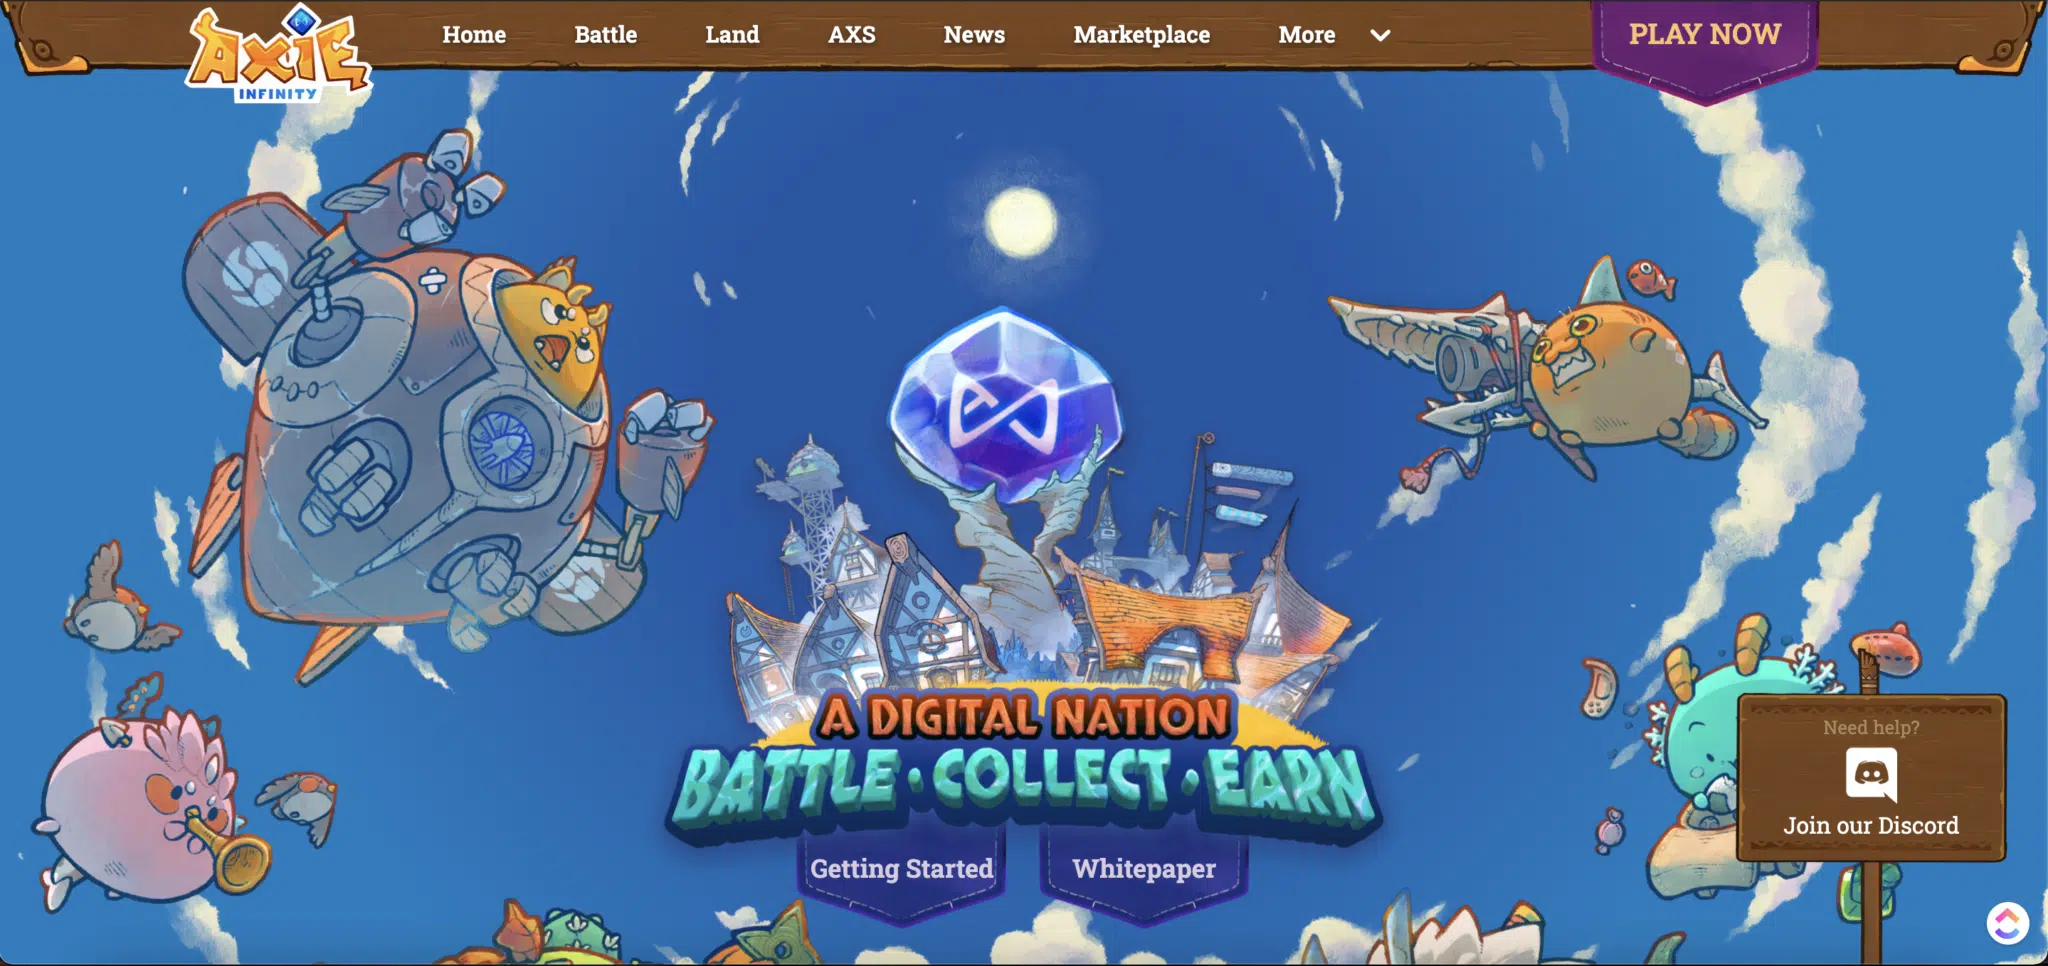 AXIE
INFINITY
Home Battle Land AXS News Marketplace More
PLAY NOW
A DIGITAL NATION
BATTLE · COLLECT · EARN
Getting Started Whitepaper
Need help?
Join our Discord